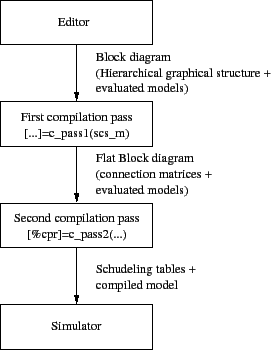 Editor
Block diagram
(Hierarchical graphical structure +
evaluated models)
First compilation pass
[...]=c_pass1(scs_m)
Flat Block diagram
(connection matrices +
evaluated models)
Second compilation pass
[%cpr]=c_pass2(...)
Schudeling tables +
compiled model
Simulator